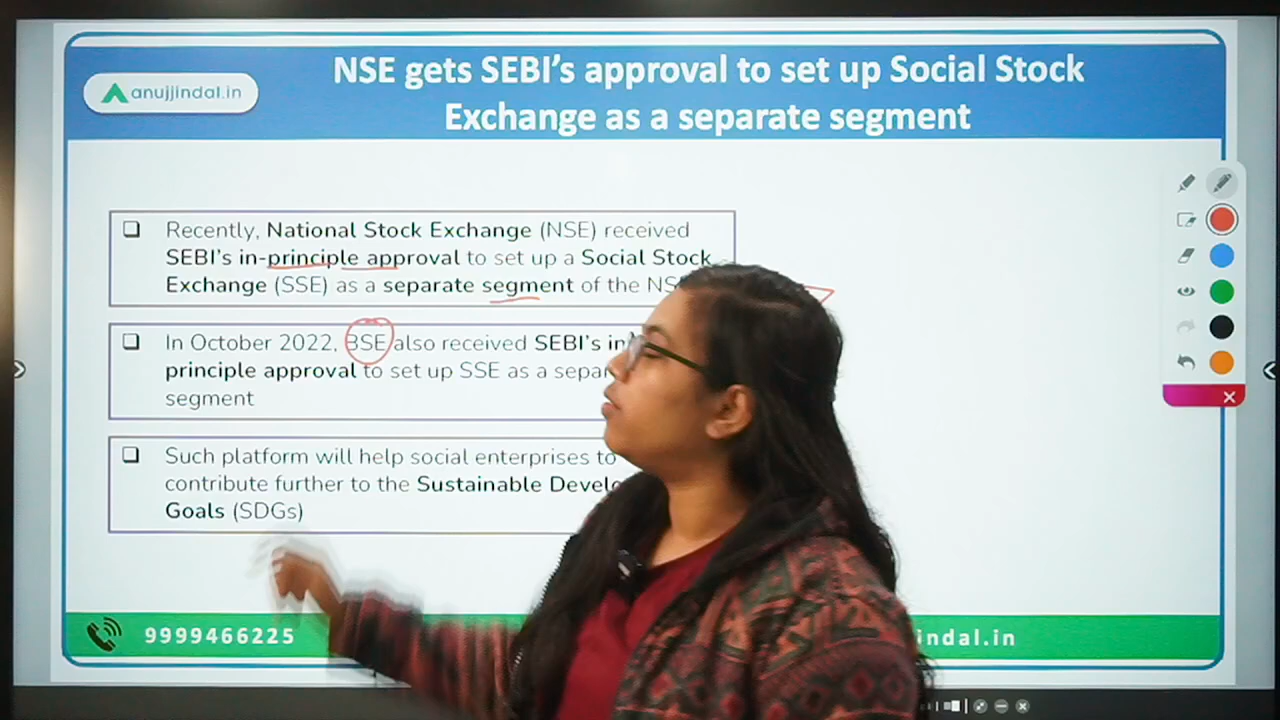 NSE gets SEBI's approval to set up Social Stock
Exchange as a separate segment
anujjindal.in
Recently, National Stock Exchange (NSE) received
SEBI's in-principle approval to set up a Social Stock
Exchange (SSE) as a separate segment of the
In October 2022, BSE also received SEBI's in
principle approval to set up SSE as a
segment
Such platform will help social enterprises to
contribute further to the Sustainable
Goals (SDGs)
9999466225
indal.in